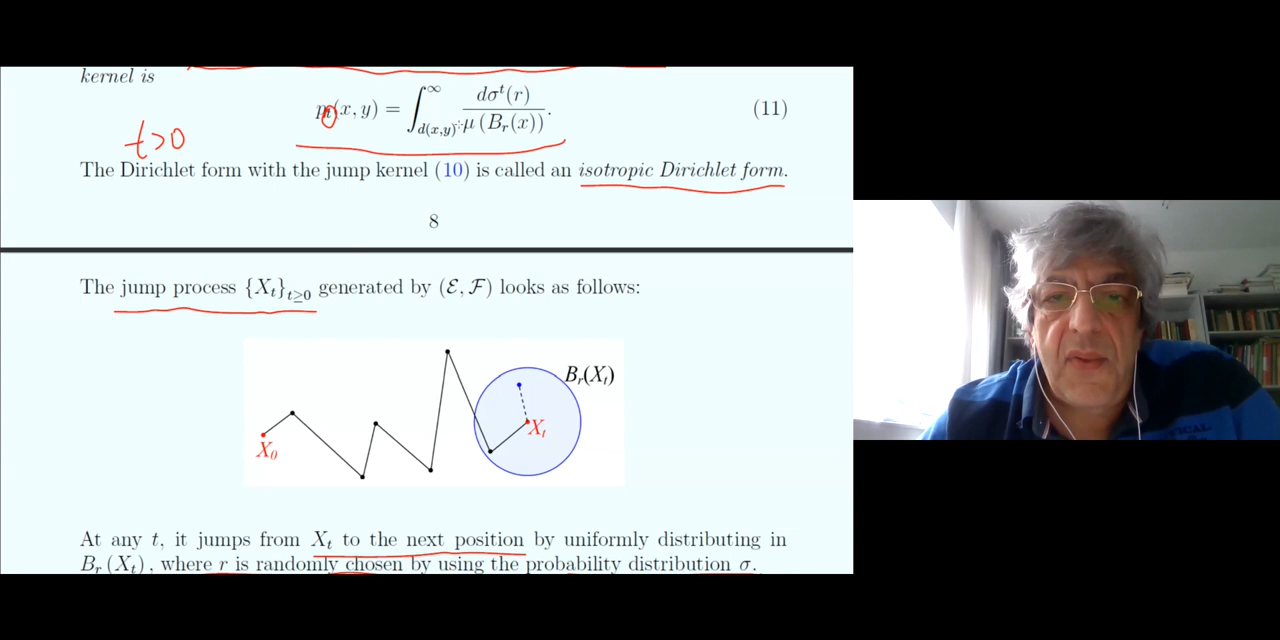 kernel is
p_t(x, y) = ∫_{d(x,y)}^∞ dσ^t(r) / μ(B_r(x)) . (11)
t>0
The Dirichlet form with the jump kernel (10) is called an isotropic Dirichlet form.
8
The jump process {X_t}_{t≥0} generated by (ℰ, ℱ) looks as follows:
B_r(X_t)
X_t
X_0
At any t, it jumps from X_t to the next position by uniformly distributing in
B_r(X_t), where r is randomly chosen by using the probability distribution σ.